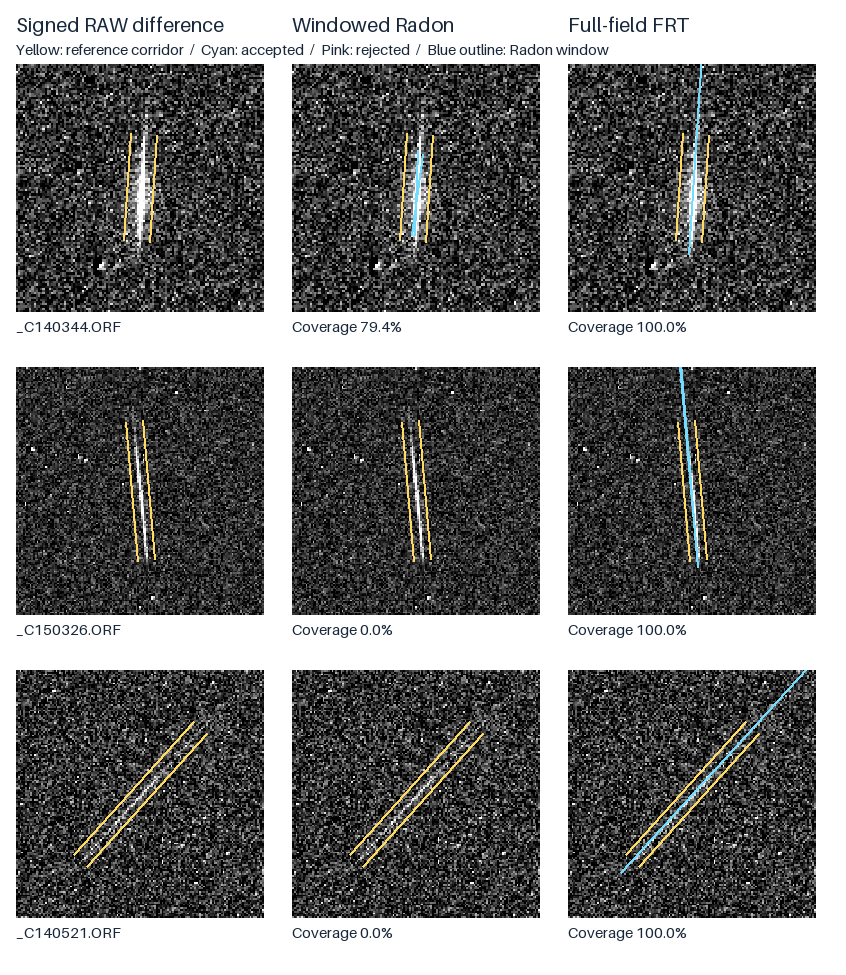 Signed RAW difference Windowed Radon Full-field FRT
Yellow: reference corridor / Cyan: accepted / Pink: rejected / Blue outline: Radon window
_C140344.ORF Coverage 79.4% Coverage 100.0%
_C150326.ORF Coverage 0.0% Coverage 100.0%
_C140521.ORF Coverage 0.0% Coverage 100.0%